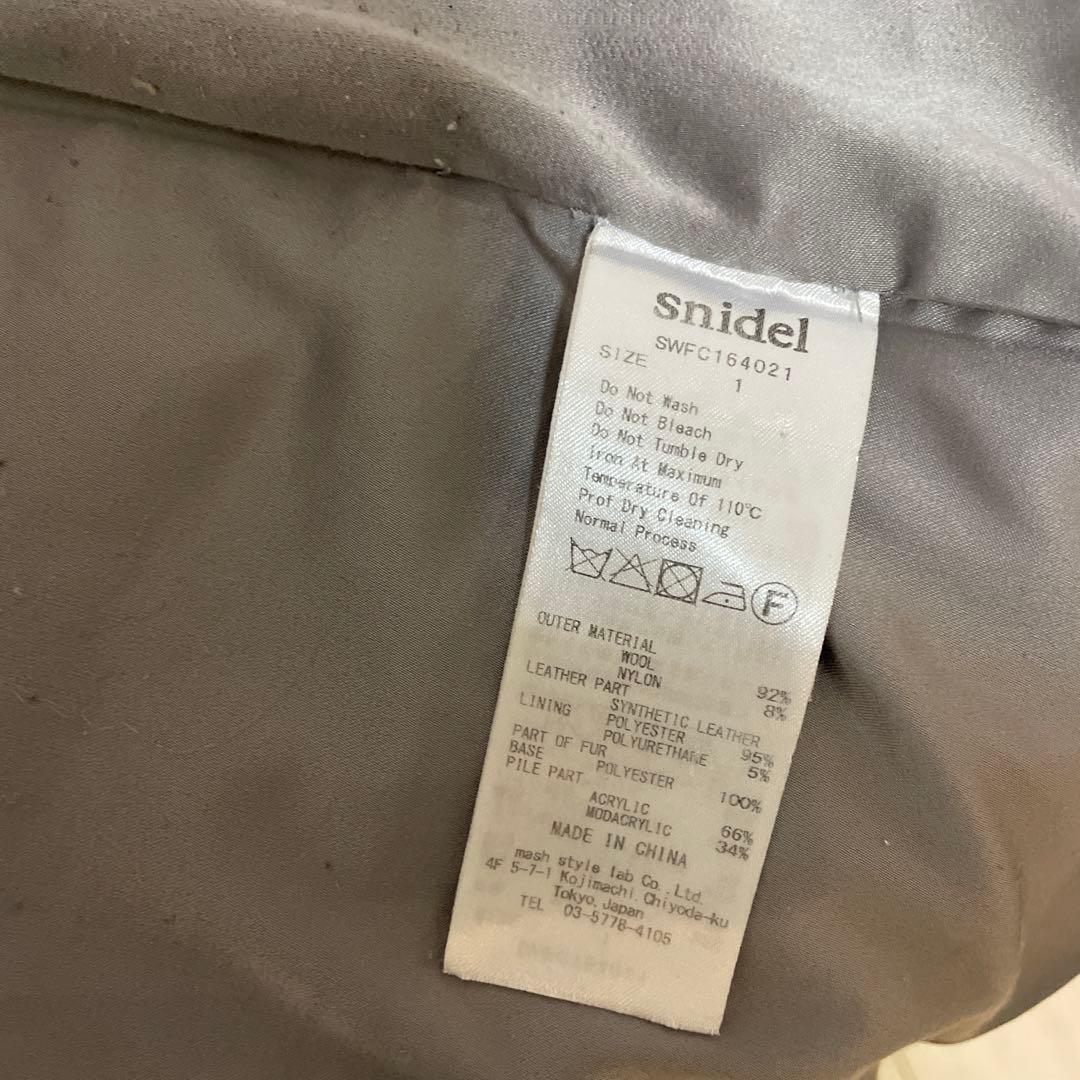 snidel
SWFC164021
SIZE 1
Do Not Wash
Do Not Bleach
Do Not Tumble Dry
Iron At Maximum
Temperature Of 110℃
Prof Dry Cleaning
Normal Process
F
OUTER MATERIAL
WOOL 92%
NYLON 8%
LEATHER PART
SYNTHETIC LEATHER
LINING POLYESTER 95%
POLYURETHANE 5%
PART OF FUR
BASE POLYESTER 100%
PILE PART
ACRYLIC 66%
MODACRYLIC 34%
MADE IN CHINA
mash style lab Co.,Ltd.
4F 5-7-1 Kojimachi, Chiyoda-ku
Tokyo, Japan
TEL 03-5778-4105